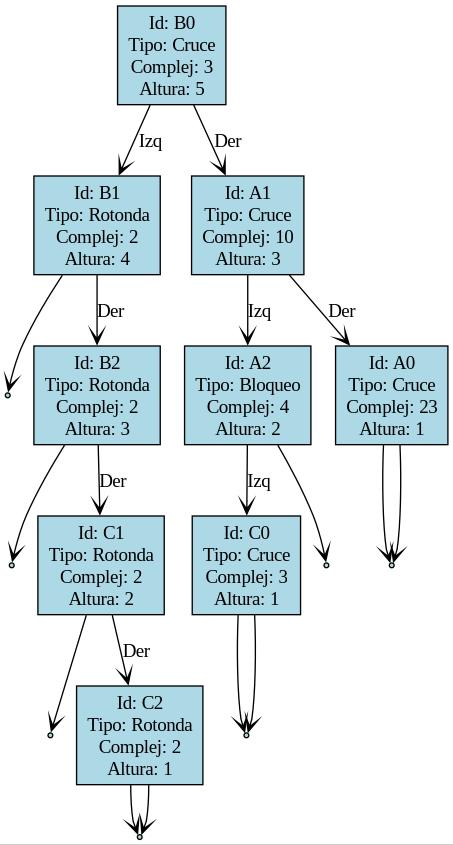 Id: B0
Tipo: Cruce
Complej: 3
Altura: 5
Izq
Der
Id: B1
Tipo: Rotonda
Complej: 2
Altura: 4
Id: A1
Tipo: Cruce
Complej: 10
Altura: 3
Der
Izq
Der
Id: B2
Tipo: Rotonda
Complej: 2
Altura: 3
Id: A2
Tipo: Bloqueo
Complej: 4
Altura: 2
Id: A0
Tipo: Cruce
Complej: 23
Altura: 1
Der
Izq
Id: C1
Tipo: Rotonda
Complej: 2
Altura: 2
Id: C0
Tipo: Cruce
Complej: 3
Altura: 1
Der
Id: C2
Tipo: Rotonda
Complej: 2
Altura: 1